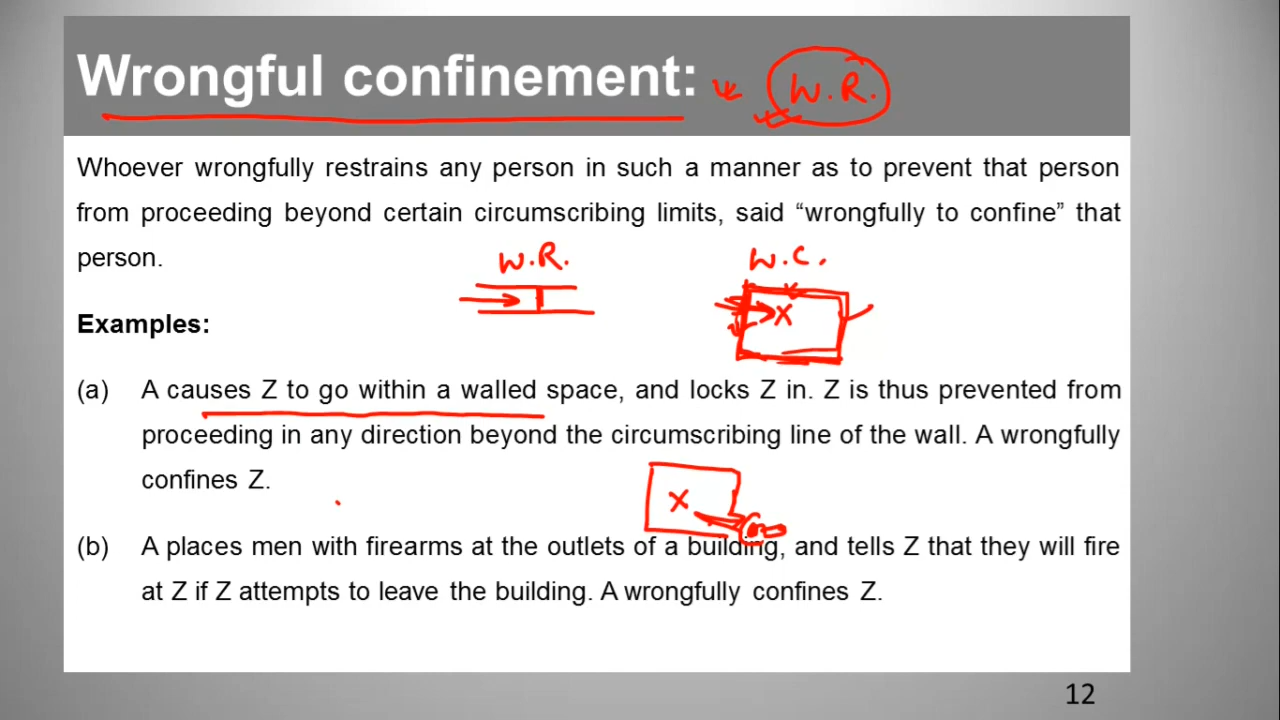 Wrongful confinement: W.R.
Whoever wrongfully restrains any person in such a manner as to prevent that person
from proceeding beyond certain circumscribing limits, said “wrongfully to confine” that
person.
W.R. W.C.
Examples:
X
(a) A causes Z to go within a walled space, and locks Z in. Z is thus prevented from
proceeding in any direction beyond the circumscribing line of the wall. A wrongfully
confines Z.
X
(b) A places men with firearms at the outlets of a building, and tells Z that they will fire
at Z if Z attempts to leave the building. A wrongfully confines Z.
12